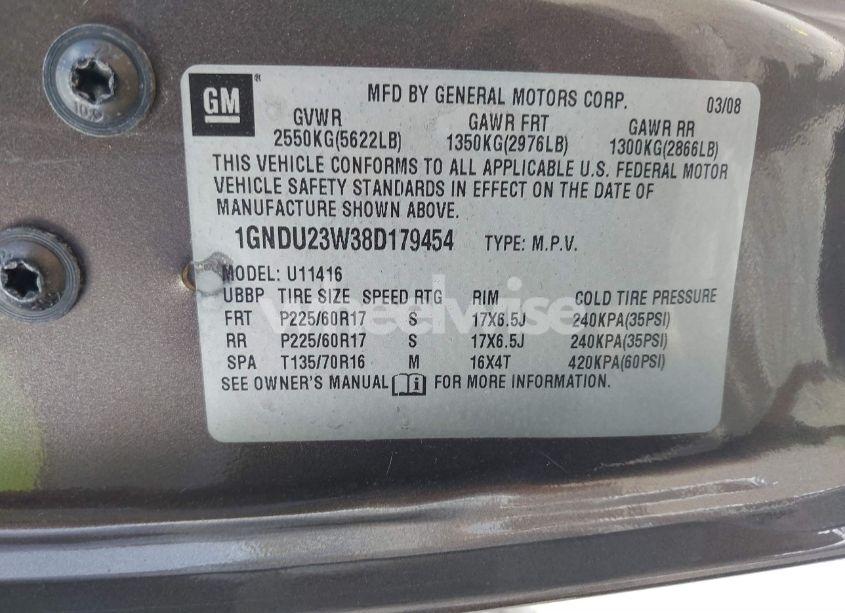 GM ® MFD BY GENERAL MOTORS CORP. 03/08
GVWR GAWR FRT GAWR RR
2550KG(5622LB) 1350KG(2976LB) 1300KG(2866LB)
THIS VEHICLE CONFORMS TO ALL APPLICABLE U.S. FEDERAL MOTOR
VEHICLE SAFETY STANDARDS IN EFFECT ON THE DATE OF
MANUFACTURE SHOWN ABOVE.
1GNDU23W38D179454 TYPE: M.P.V.
MODEL: U11416
UBBP TIRE SIZE SPEED RTG RIM COLD TIRE PRESSURE
FRT P225/60R17 S 17X6.5J 240KPA(35PSI)
RR P225/60R17 S 17X6.5J 240KPA(35PSI)
SPA T135/70R16 M 16X4T 420KPA(60PSI)
SEE OWNER'S MANUAL FOR MORE INFORMATION.